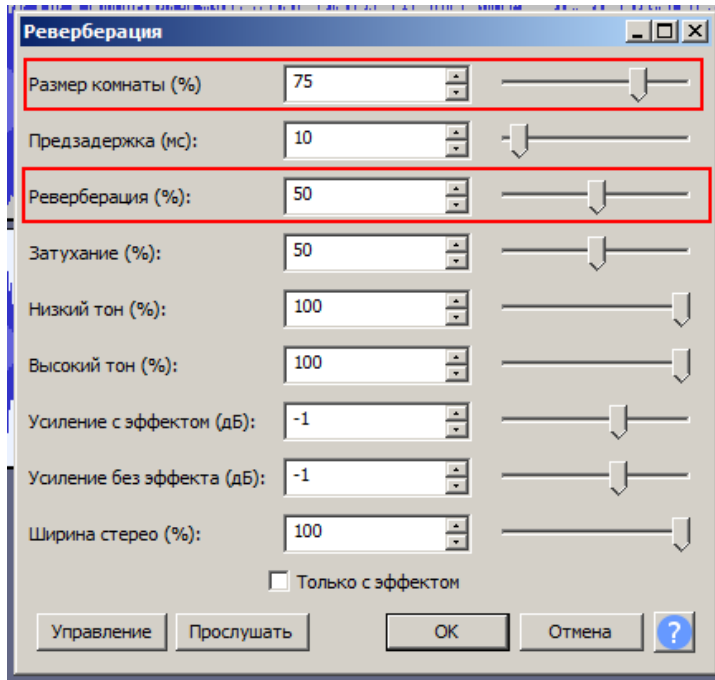 Реверберация
Размер комнаты (%) 75
Предзадержка (мс): 10
Реверберация (%): 50
Затухание (%): 50
Низкий тон (%): 100
Высокий тон (%): 100
Усиление с эффектом (дБ): -1
Усиление без эффекта (дБ): -1
Ширина стерео (%): 100
Только с эффектом
Управление Прослушать OK Отмена ?